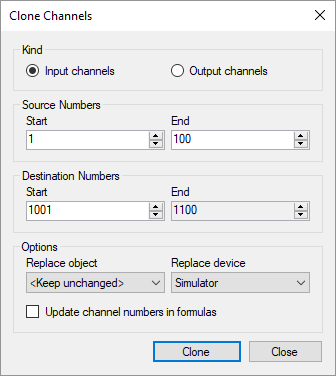 Clone Channels
Kind
Input channels
Output channels
Source Numbers
Start
End
1
100
Destination Numbers
Start
End
1001
1100
Options
Replace object
Replace device
<Keep unchanged>
Simulator
Update channel numbers in formulas
Clone
Close